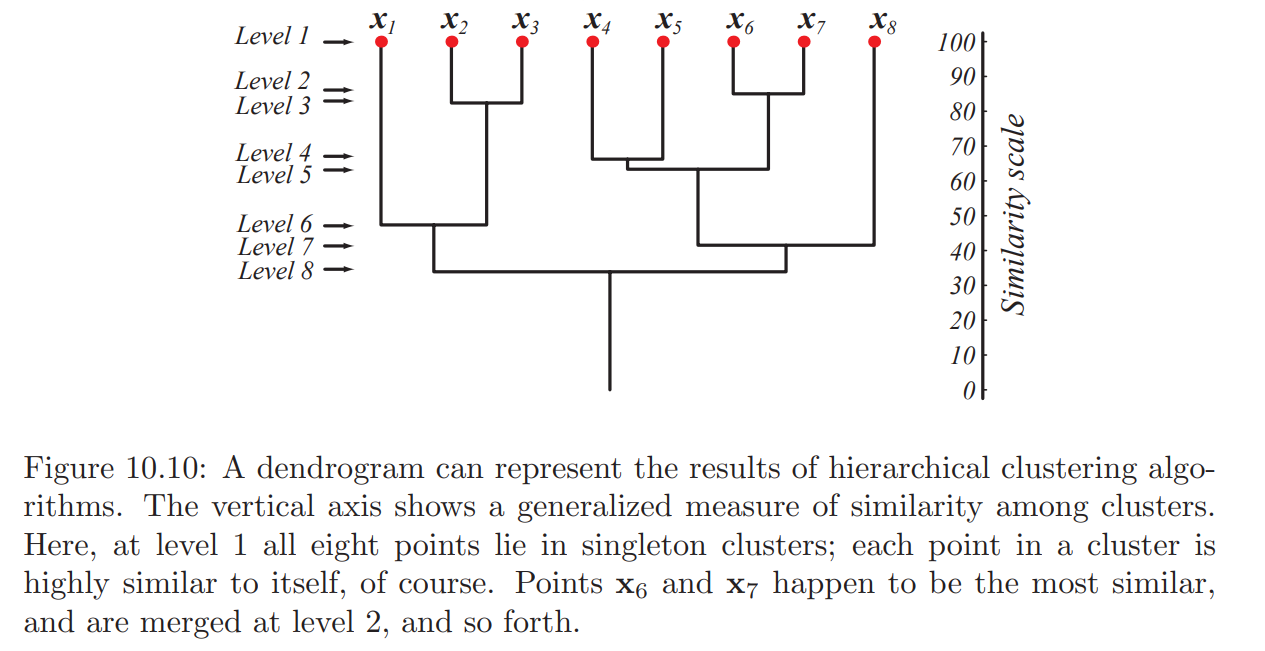 x1 x2 x3 x4 x5 x6 x7 x8
Level 1
Level 2
Level 3
Level 4
Level 5
Level 6
Level 7
Level 8
100
90
80
70
60
50
40
30
20
10
0
Similarity scale
Figure 10.10: A dendrogram can represent the results of hierarchical clustering algo-
rithms. The vertical axis shows a generalized measure of similarity among clusters.
Here, at level 1 all eight points lie in singleton clusters; each point in a cluster is
highly similar to itself, of course. Points x6 and x7 happen to be the most similar,
and are merged at level 2, and so forth.